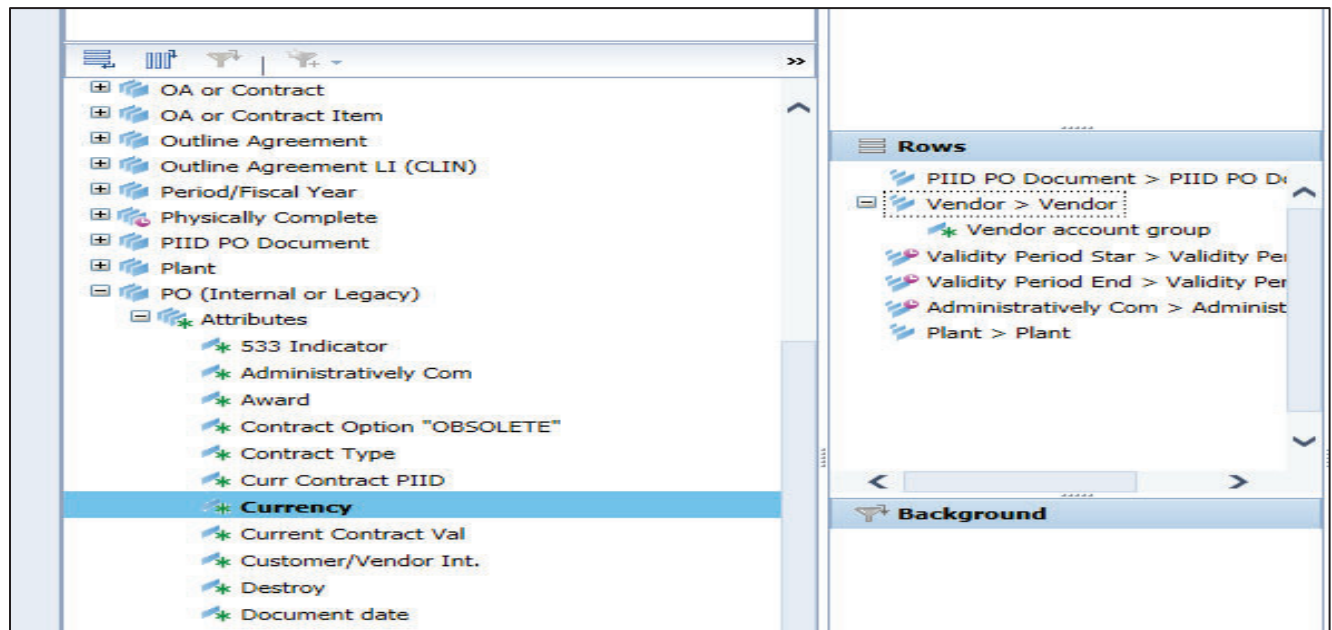 »
OA or Contract
OA or Contract Item
Outline Agreement
Outline Agreement LI (CLIN)
Period/Fiscal Year
Physically Complete
PIID PO Document
Plant
PO (Internal or Legacy)
Attributes
533 Indicator
Administratively Com
Award
Contract Option "OBSOLETE"
Contract Type
Curr Contract PIID
Currency
Current Contract Val
Customer/Vendor Int.
Destroy
Document date
Rows
PIID PO Document > PIID PO Do
Vendor > Vendor
Vendor account group
Validity Period Star > Validity Per
Validity Period End > Validity Per
Administratively Com > Administ
Plant > Plant
Background